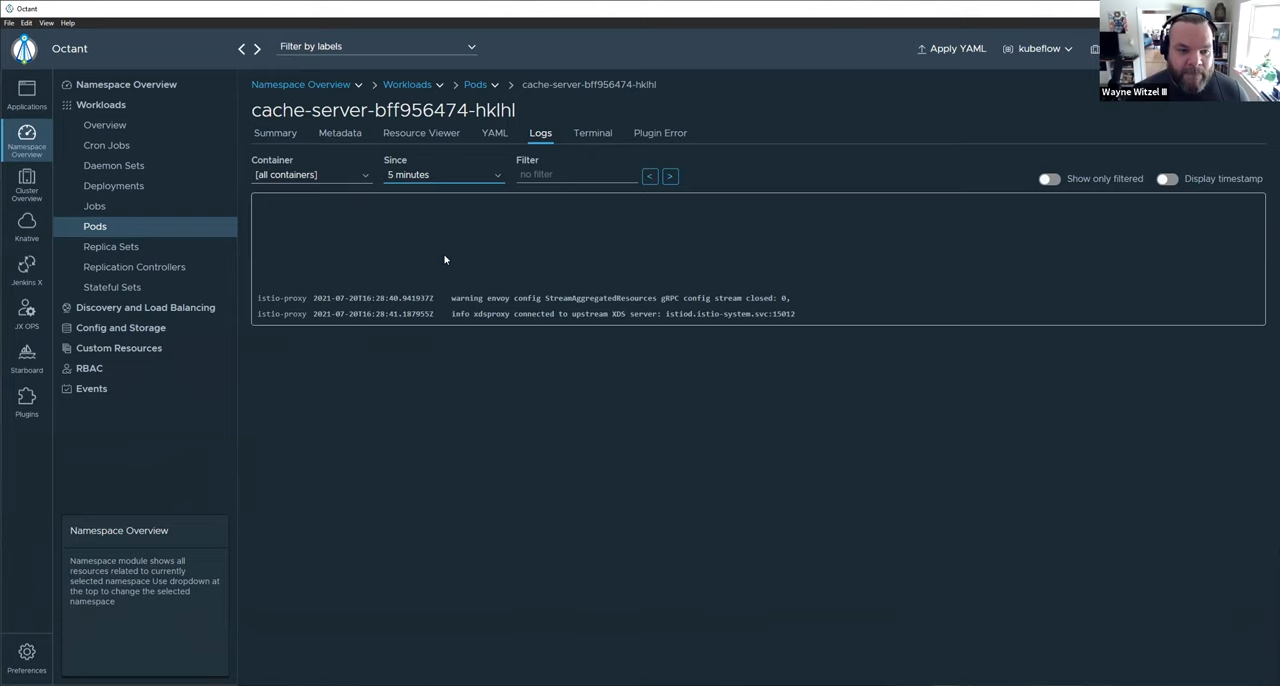 Octant
File Edit View Help
Octant
Filter by labels
Apply YAML
kubeflow
Wayne Witzel III
Applications
Namespace Overview
Cluster Overview
Knative
Jenkins X
JX OPS
Starboard
Plugins
Preferences
Namespace Overview
Workloads
Overview
Cron Jobs
Daemon Sets
Deployments
Jobs
Pods
Replica Sets
Replication Controllers
Stateful Sets
Discovery and Load Balancing
Config and Storage
Custom Resources
RBAC
Events
Namespace Overview
Namespace module shows all
resources related to currently
selected namespace Use dropdown at
the top to change the selected
namespace
Namespace Overview > Workloads > Pods > cache-server-bff956474-hklhl
cache-server-bff956474-hklhl
Summary Metadata Resource Viewer YAML Logs Terminal Plugin Error
Container Since Filter
[all containers] 5 minutes no filter < >
Show only filtered Display timestamp
istio-proxy 2021-07-20T16:28:40.941937Z warning envoy config StreamAggregatedResources gRPC config stream closed: 0,
istio-proxy 2021-07-20T16:28:41.187955Z info xdsproxy connected to upstream XDS server: istiod.istio-system.svc:15012